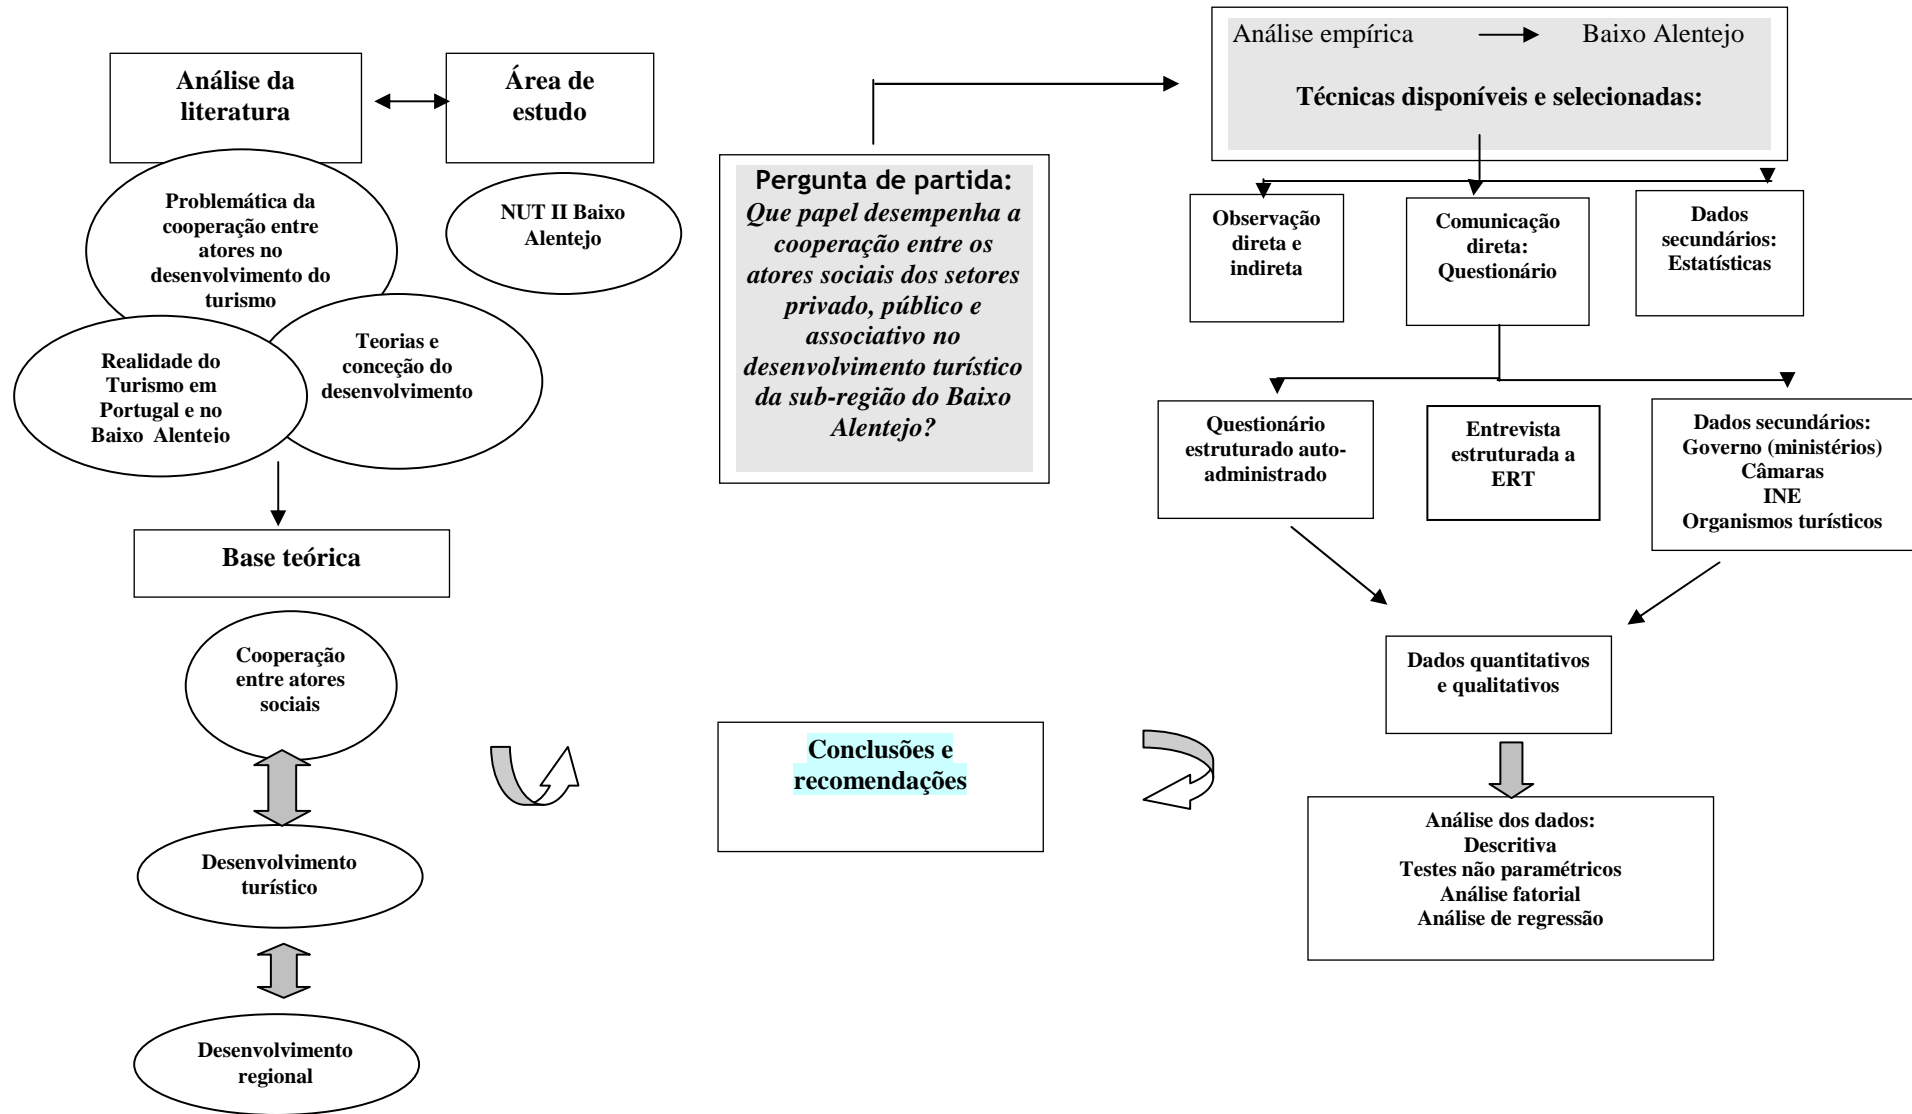 Análise da
literatura
Área de
estudo
Problemática da
cooperação entre
atores no
desenvolvimento do
turismo
NUT II Baixo
Alentejo
Realidade do
Turismo em
Portugal e no
Baixo Alentejo
Teorias e
conceção do
desenvolvimento
Base teórica
Cooperação
entre atores
sociais
Desenvolvimento
turístico
Desenvolvimento
regional
Pergunta de partida:
Que papel desempenha a
cooperação entre os
atores sociais dos setores
privado, público e
associativo no
desenvolvimento turístico
da sub-região do Baixo
Alentejo?
Conclusões e
recomendações
Análise empírica Baixo Alentejo
Técnicas disponíveis e selecionadas:
Observação
direta e
indireta
Comunicação
direta:
Questionário
Dados
secundários:
Estatísticas
Questionário
estruturado auto-
administrado
Entrevista
estruturada a
ERT
Dados secundários:
Governo (ministérios)
Câmaras
INE
Organismos turísticos
Dados quantitativos
e qualitativos
Análise dos dados:
Descritiva
Testes não paramétricos
Análise fatorial
Análise de regressão